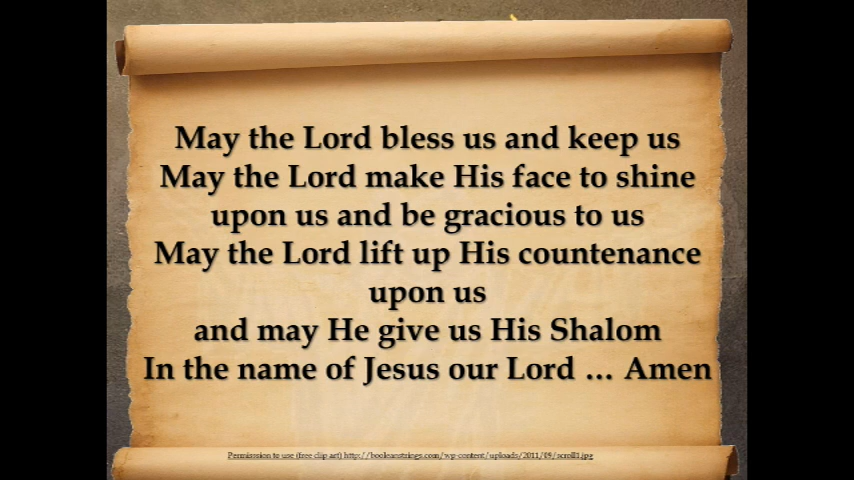 May the Lord bless us and keep us
May the Lord make His face to shine
upon us and be gracious to us
May the Lord lift up His countenance
upon us
and may He give us His Shalom
In the name of Jesus our Lord … Amen
Permission to use (free clip art) http://booleanstrings.com/wp-content/uploads/2011/09/scroll1.jpg